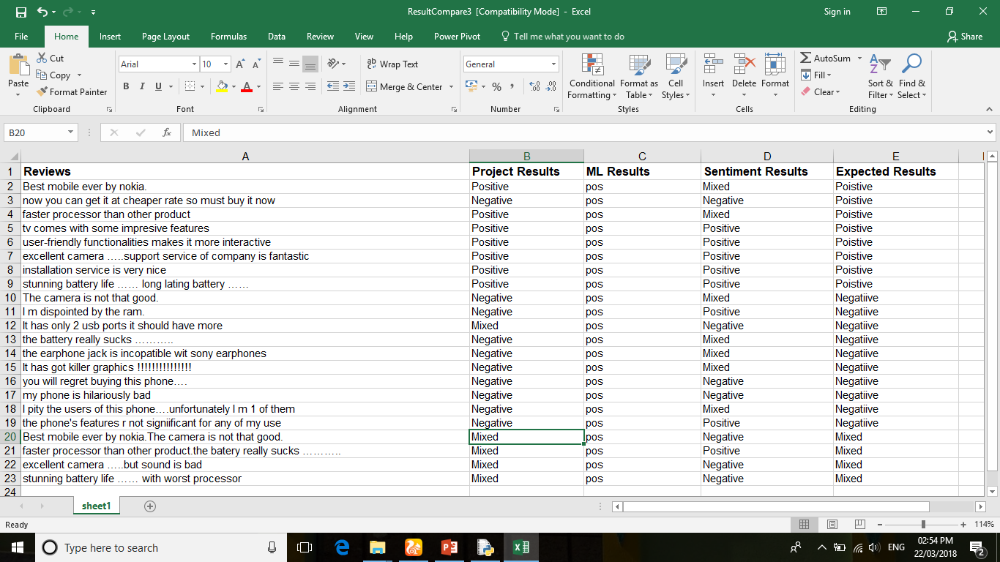 ResultCompare3 [Compatibility Mode] - Excel
Sign in
File Home Insert Page Layout Formulas Data Review View Help Power Pivot Tell me what you want to do Share
Paste
Cut
Copy
Format Painter
Clipboard
Arial 10
B I U
Font
Wrap Text
Merge & Center
Alignment
General
Number
Conditional Formatting
Format as Table
Cell Styles
Styles
Insert Delete Format
Cells
AutoSum
Fill
Clear
Sort & Filter
Find & Select
Editing
B20 fx Mixed
A B C D E
1 Reviews Project Results ML Results Sentiment Results Expected Results
2 Best mobile ever by nokia. Positive pos Mixed Poistive
3 now you can get it at cheaper rate so must buy it now Negative pos Negative Poistive
4 faster processor than other product Positive pos Mixed Poistive
5 tv comes with some impresive features Positive pos Positive Poistive
6 user-friendly functionalities makes it more interactive Positive pos Positive Poistive
7 excellent camera …..support service of company is fantastic Positive pos Positive Poistive
8 installation service is very nice Positive pos Positive Poistive
9 stunning battery life …… long lating battery …… Positive pos Positive Poistive
10 The camera is not that good. Negative pos Mixed Negatiive
11 I m dispointed by the ram. Negative pos Positive Negatiive
12 It has only 2 usb ports it should have more Mixed pos Negative Negatiive
13 the battery really sucks ……….. Negative pos Mixed Negatiive
14 the earphone jack is incopatible wit sony earphones Negative pos Mixed Negatiive
15 It has got killer graphics !!!!!!!!!!!!!!! Negative pos Mixed Negatiive
16 you will regret buying this phone…. Negative pos Negative Negatiive
17 my phone is hilariously bad Negative pos Negative Negatiive
18 I pity the users of this phone….unfortunately I m 1 of them Negative pos Mixed Negatiive
19 the phone's features r not signiificant for any of my use Negative pos Positive Negatiive
20 Best mobile ever by nokia.The camera is not that good. Mixed pos Negative Mixed
21 faster processor than other product.the batery really sucks ……….. Mixed pos Positive Mixed
22 excellent camera …..but sound is bad Mixed pos Negative Mixed
23 stunning battery life …… with worst processor Mixed pos Negative Mixed
24
sheet1
Ready
114%
Type here to search
ENG
02:54 PM
22/03/2018
2